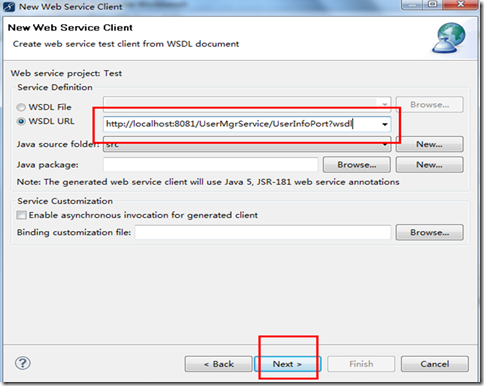 New Web Service Client
New Web Service Client
Create web service test client from WSDL document
Web service project: Test
Service Definition
WSDL File
Browse...
WSDL URL
http://localhost:8081/UserMgrService/UserInfoPort?wsdl
Java source folder: src
New...
Java package:
Browse...
New...
Note: The generated web service client will use Java 5, JSR-181 web service annotations
Service Customization
Enable asynchronous invocation for generated client
Binding customization file:
Browse...
?
< Back
Next >
Finish
Cancel